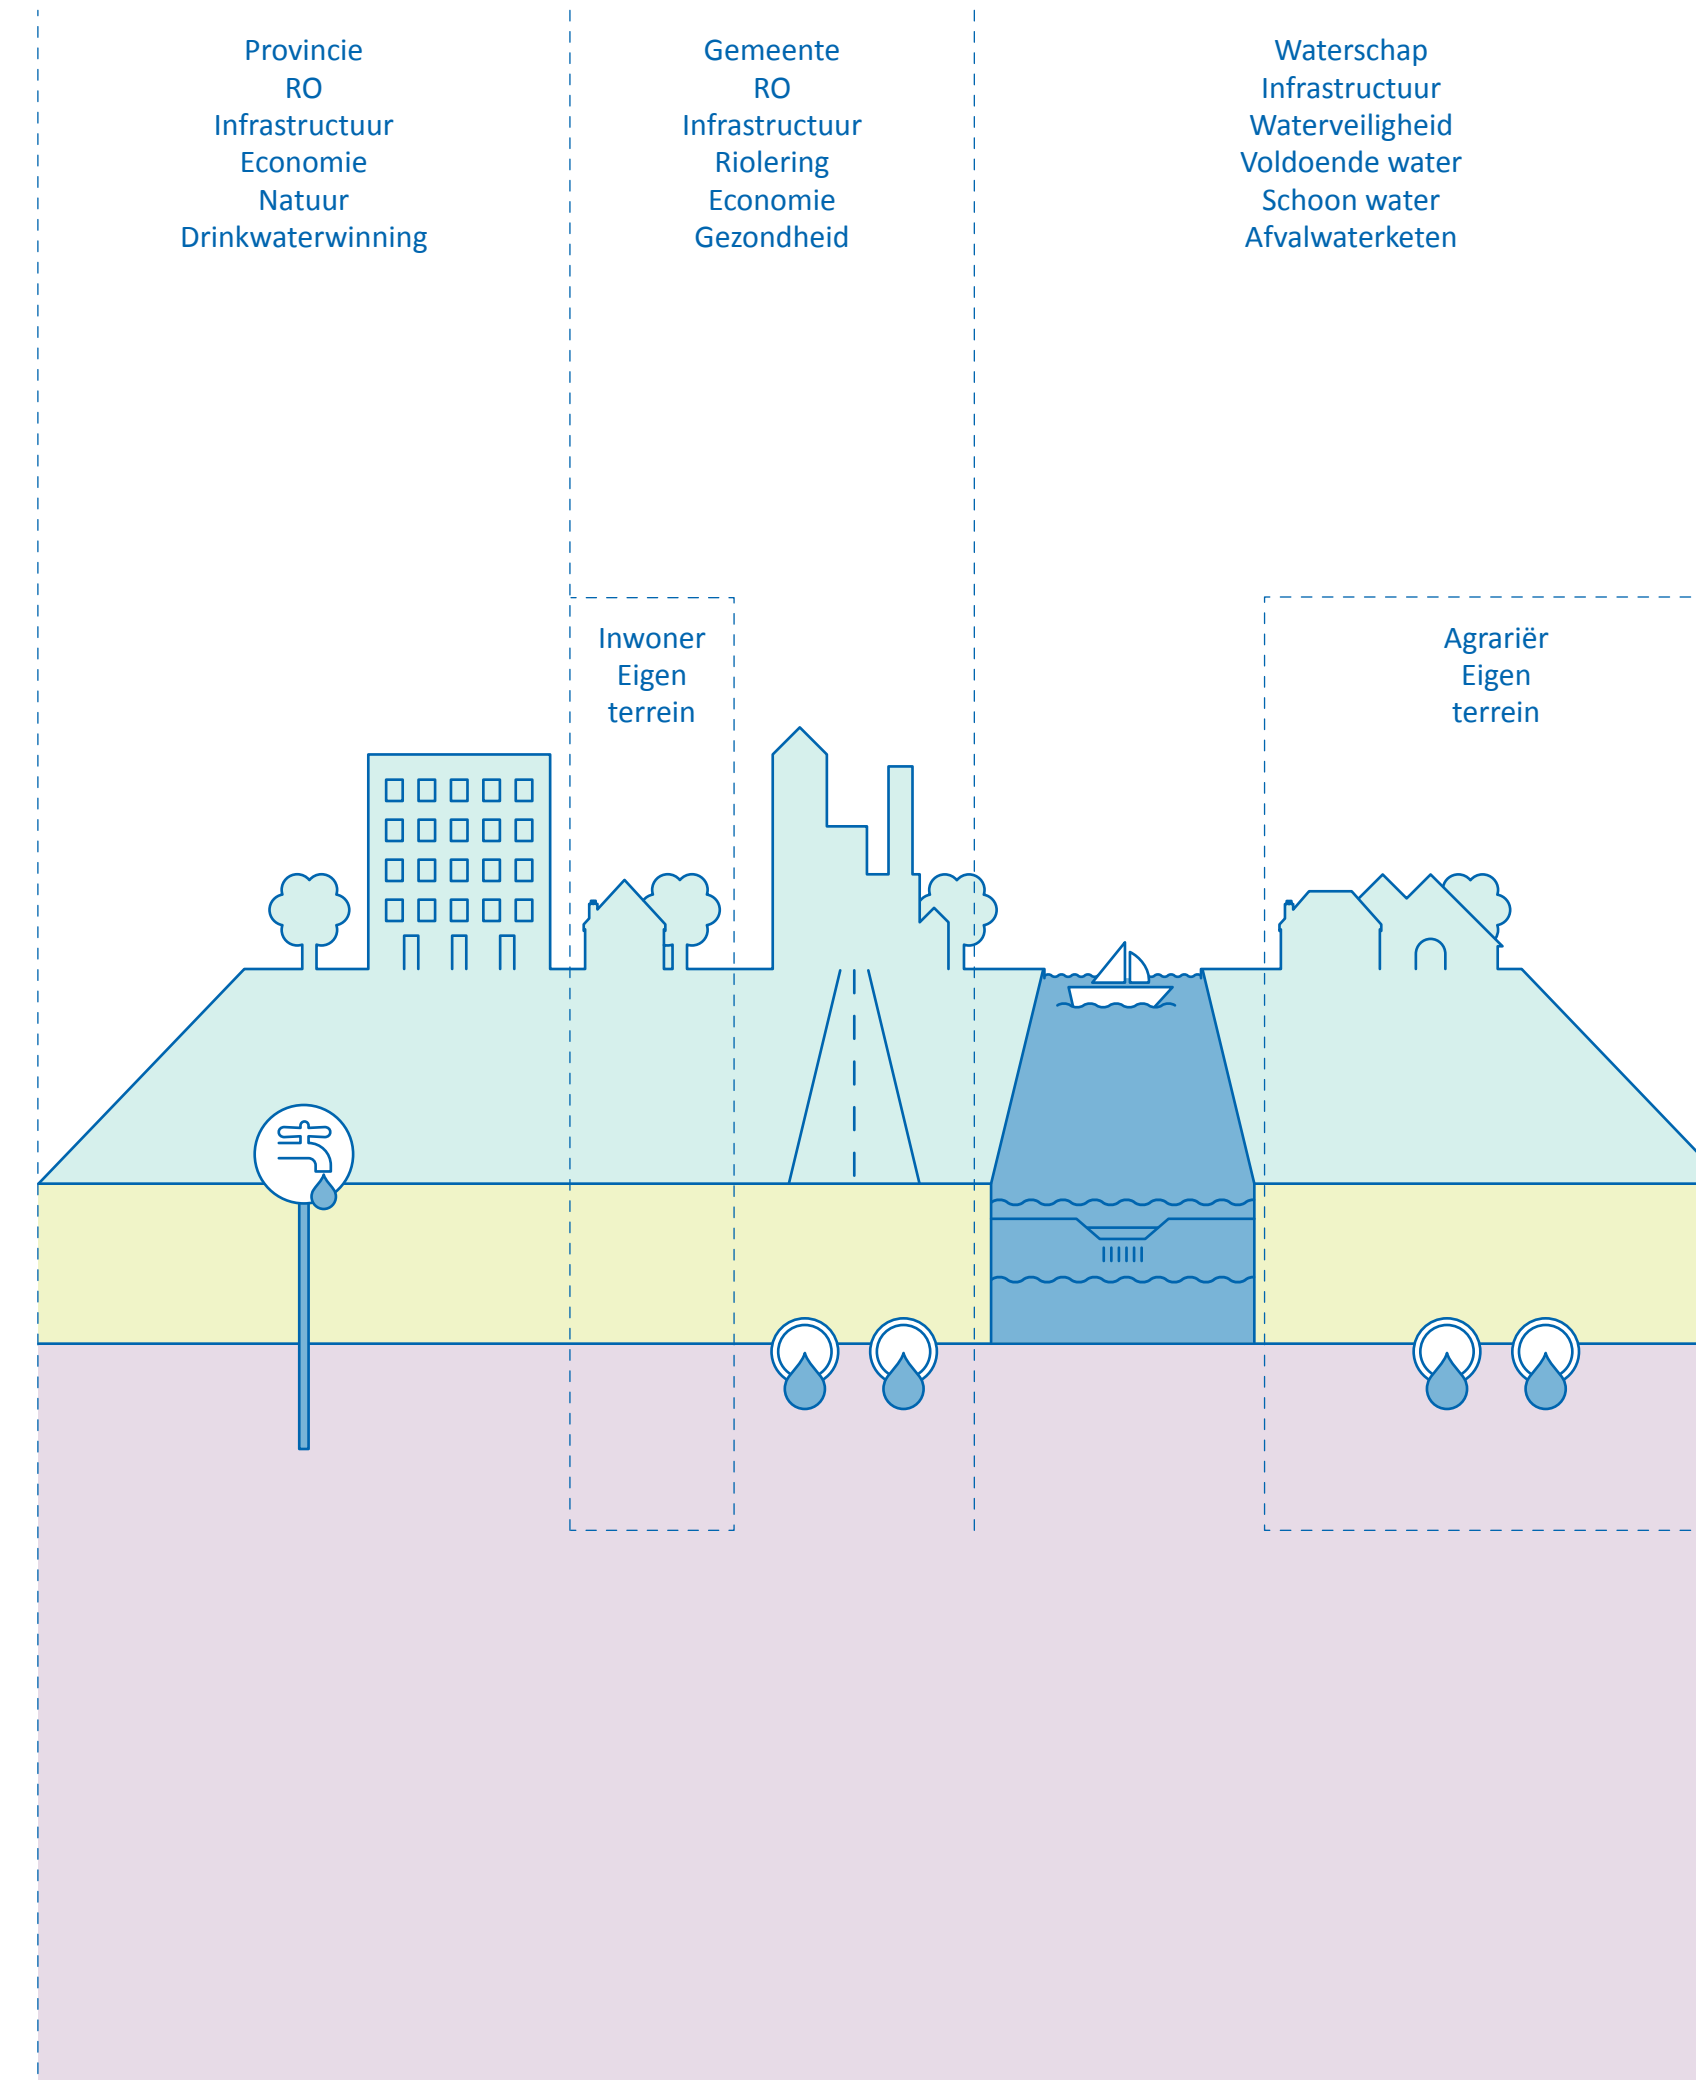 Provincie
RO
Infrastructuur
Economie
Natuur
Drinkwaterwinning
Gemeente
RO
Infrastructuur
Riolering
Economie
Gezondheid
Waterschap
Infrastructuur
Waterveiligheid
Voldoende water
Schoon water
Afvalwaterketen
Inwoner
Eigen
terrein
Agrariër
Eigen
terrein